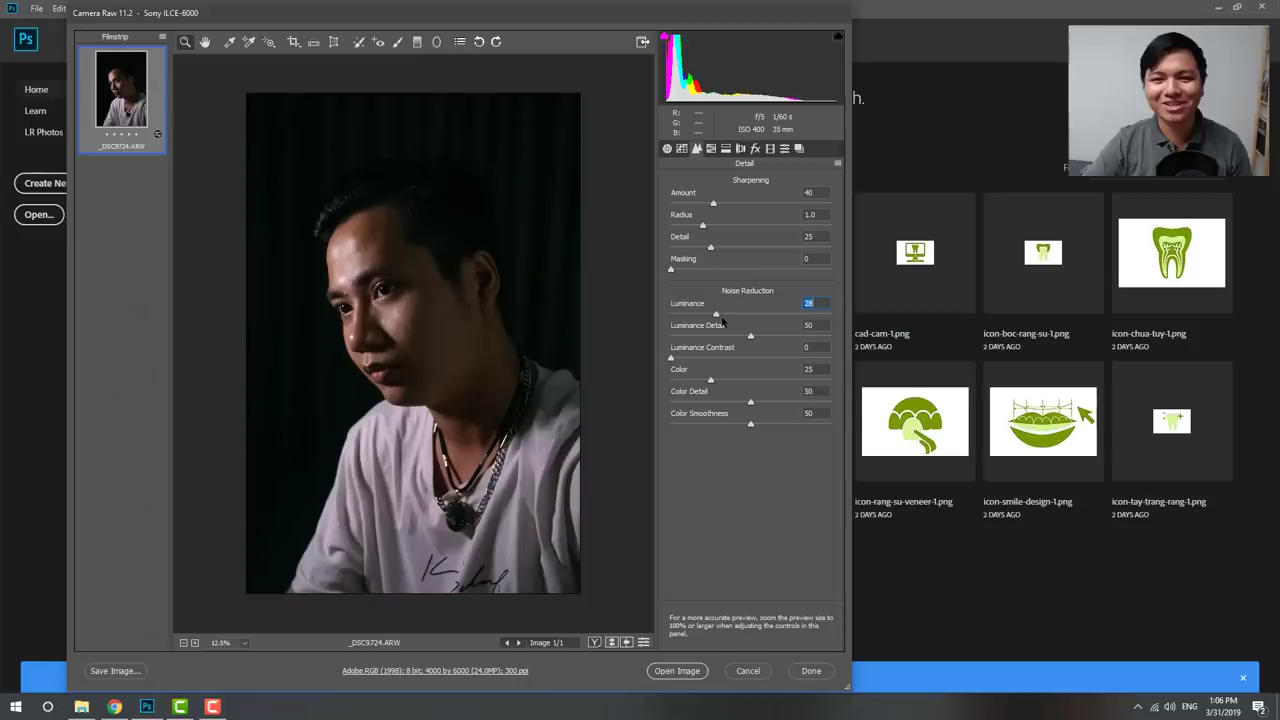 Ps File Edit
Camera Raw 11.2 - Sony ILCE-6000
Ps
Filmstrip
_DSC9724.ARW
Home
Learn
LR Photos
Open...
R: ---
G: ---
B: ---
f/5 1/60 s
ISO 400 35 mm
Detail
Sharpening
Amount 40
Radius 1.0
Detail 25
Masking 0
Noise Reduction
Luminance 28
Luminance 50
Luminance Contrast 0
Color 25
Color Detail 50
Color Smoothness 50
For a more accurate preview, zoom the preview size to
100% or larger when adjusting the controls in this
panel.
12.5%
_DSC9724.ARW
Image 1/1
Y
Save Image...
Adobe RGB (1998); 8 bit; 4000 by 6000 (24.0MP); 300 ppi
Open Image
Cancel
Done
cad-cam-1.png
2 DAYS AGO
icon-boc-rang-su-1.png
2 DAYS AGO
icon-chua-tuy-1.png
2 DAYS AGO
icon-rang-su-veneer-1.png
2 DAYS AGO
icon-smile-design-1.png
2 DAYS AGO
icon-tay-trang-rang-1.png
2 DAYS AGO
Ps
ENG
1:06 PM
3/31/2019
2